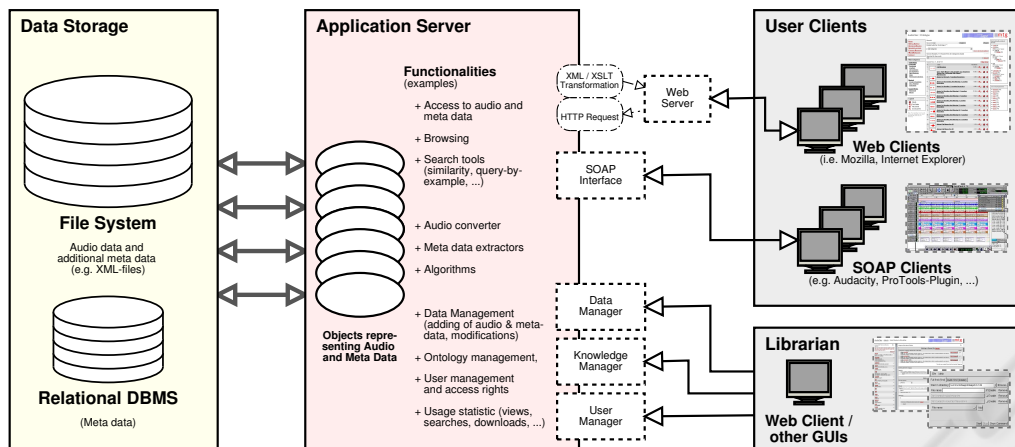 Data Storage
File System
Audio data and
additional meta data
(e.g. XML-files)
Relational DBMS
(Meta data)
Application Server
Functionalities
(examples)
+ Access to audio and
meta data
+ Browsing
+ Search tools
(similarity, query-by-
example, ...)
+ Audio converter
+ Meta data extractors
+ Algorithms
+ Data Management
(adding of audio & meta-
data, modifications)
+ Ontology management,
+ User management
and access rights
+ Usage statistic (views,
searches, downloads, ...)
Objects repre-
senting Audio
and Meta Data
XML / XSLT
Transformation
HTTP Request
Web
Server
SOAP
Interface
Data
Manager
Knowledge
Manager
User
Manager
User Clients
Web Clients
(i.e. Mozilla, Internet Explorer)
SOAP Clients
(e.g. Audacity, ProTools-Plugin, ...)
Librarian
Web Client /
other GUIs